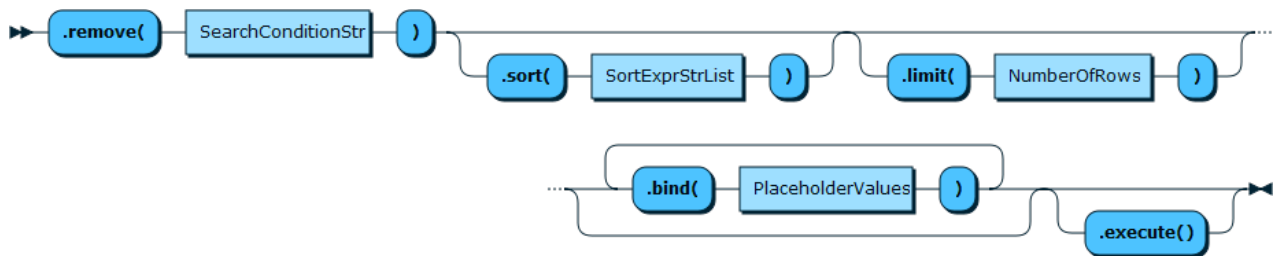 .remove( SearchConditionStr )
.sort( SortExprStrList ) .limit( NumberOfRows )
.bind( PlaceholderValues )
.execute()